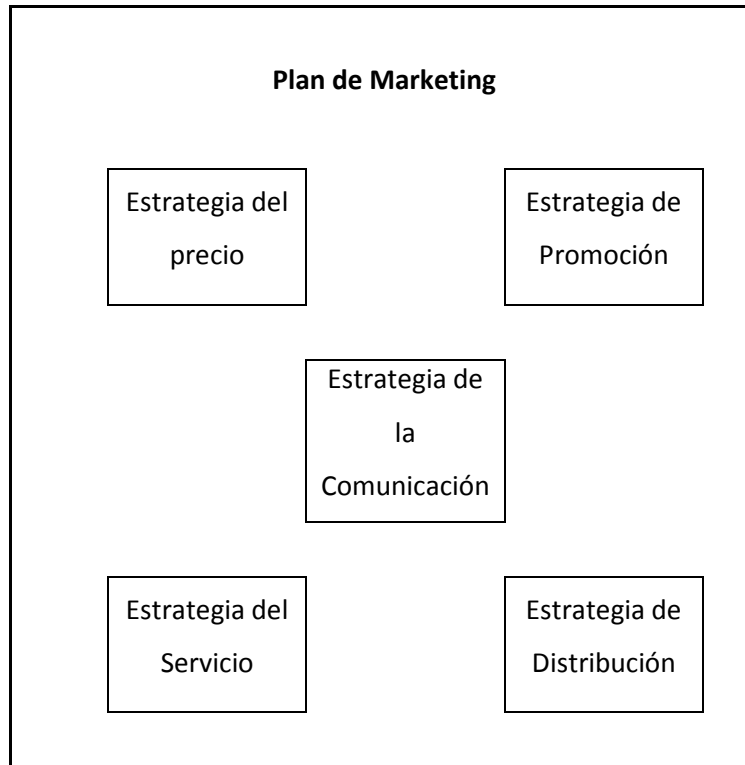 Plan de Marketing
Estrategia del
precio
Estrategia de
Promoción
Estrategia de
la
Comunicación
Estrategia del
Servicio
Estrategia de
Distribución